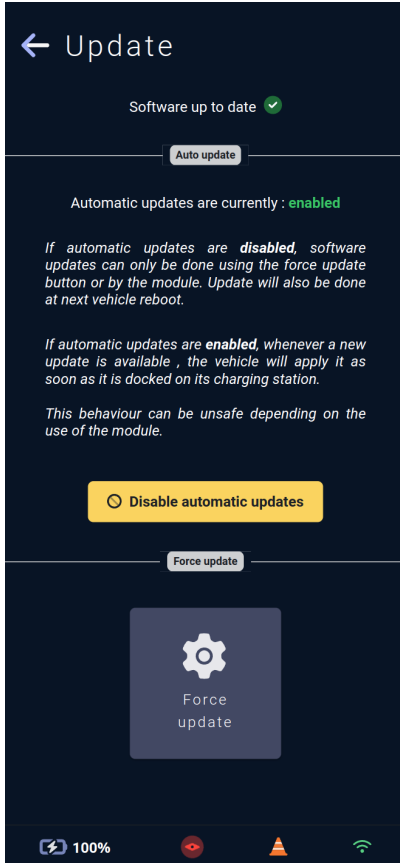 Update
Software up to date
Auto update
Automatic updates are currently : enabled
If automatic updates are disabled, software
updates can only be done using the force update
button or by the module. Update will also be done
at next vehicle reboot.
If automatic updates are enabled, whenever a new
update is available , the vehicle will apply it as
soon as it is docked on its charging station.
This behaviour can be unsafe depending on the
use of the module.
Disable automatic updates
Force update
Force
update
100%